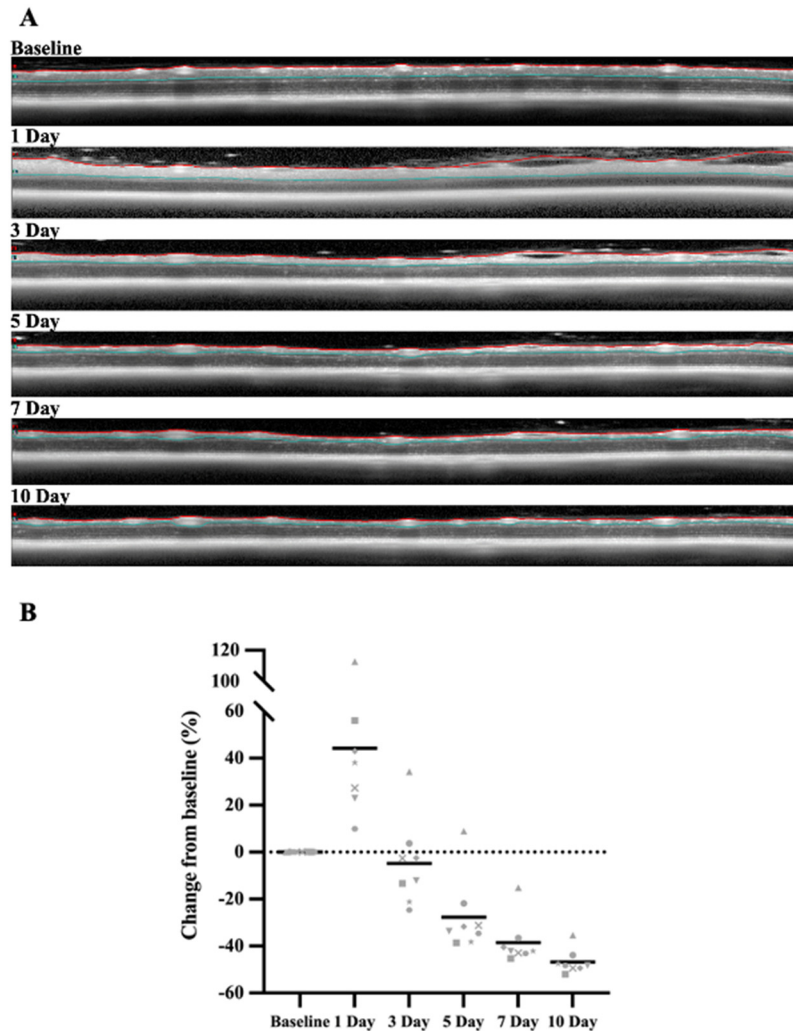 A
Baseline
1 Day
3 Day
5 Day
7 Day
10 Day
B
Change from baseline (%)
120
100
60
40
20
0
-20
-40
-60
Baseline 1 Day 3 Day 5 Day 7 Day 10 Day